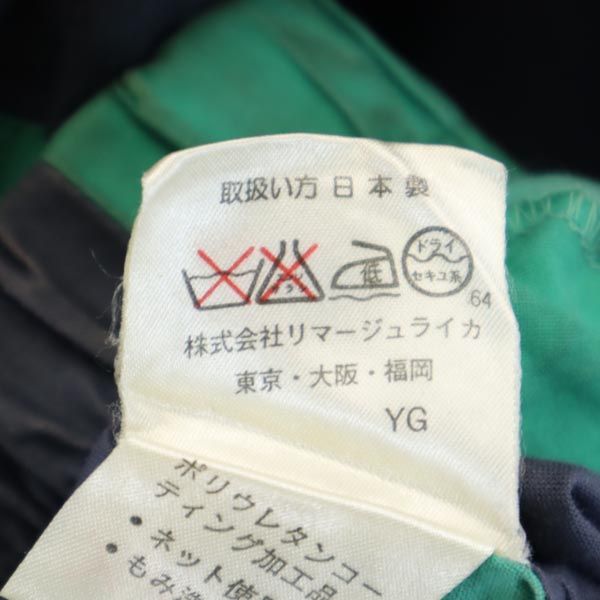 取扱い方 日本製
低
ドライ
セキユ系
64
株式会社リマージュライカ
東京・大阪・福岡
YG
ポリウレタンコー
ティング加工品
・ネット使
・もみ洗